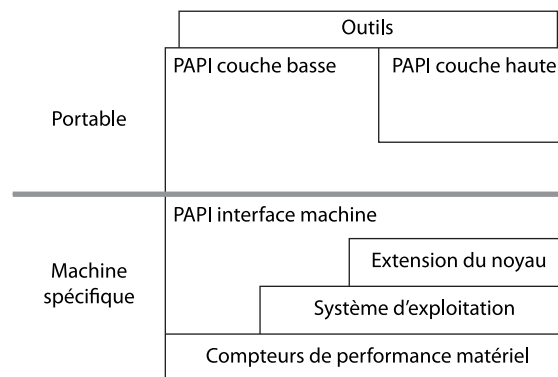 Outils
PAPI couche basse
PAPI couche haute
Portable
PAPI interface machine
Machine
spécifique
Extension du noyau
Système d'exploitation
Compteurs de performance matériel